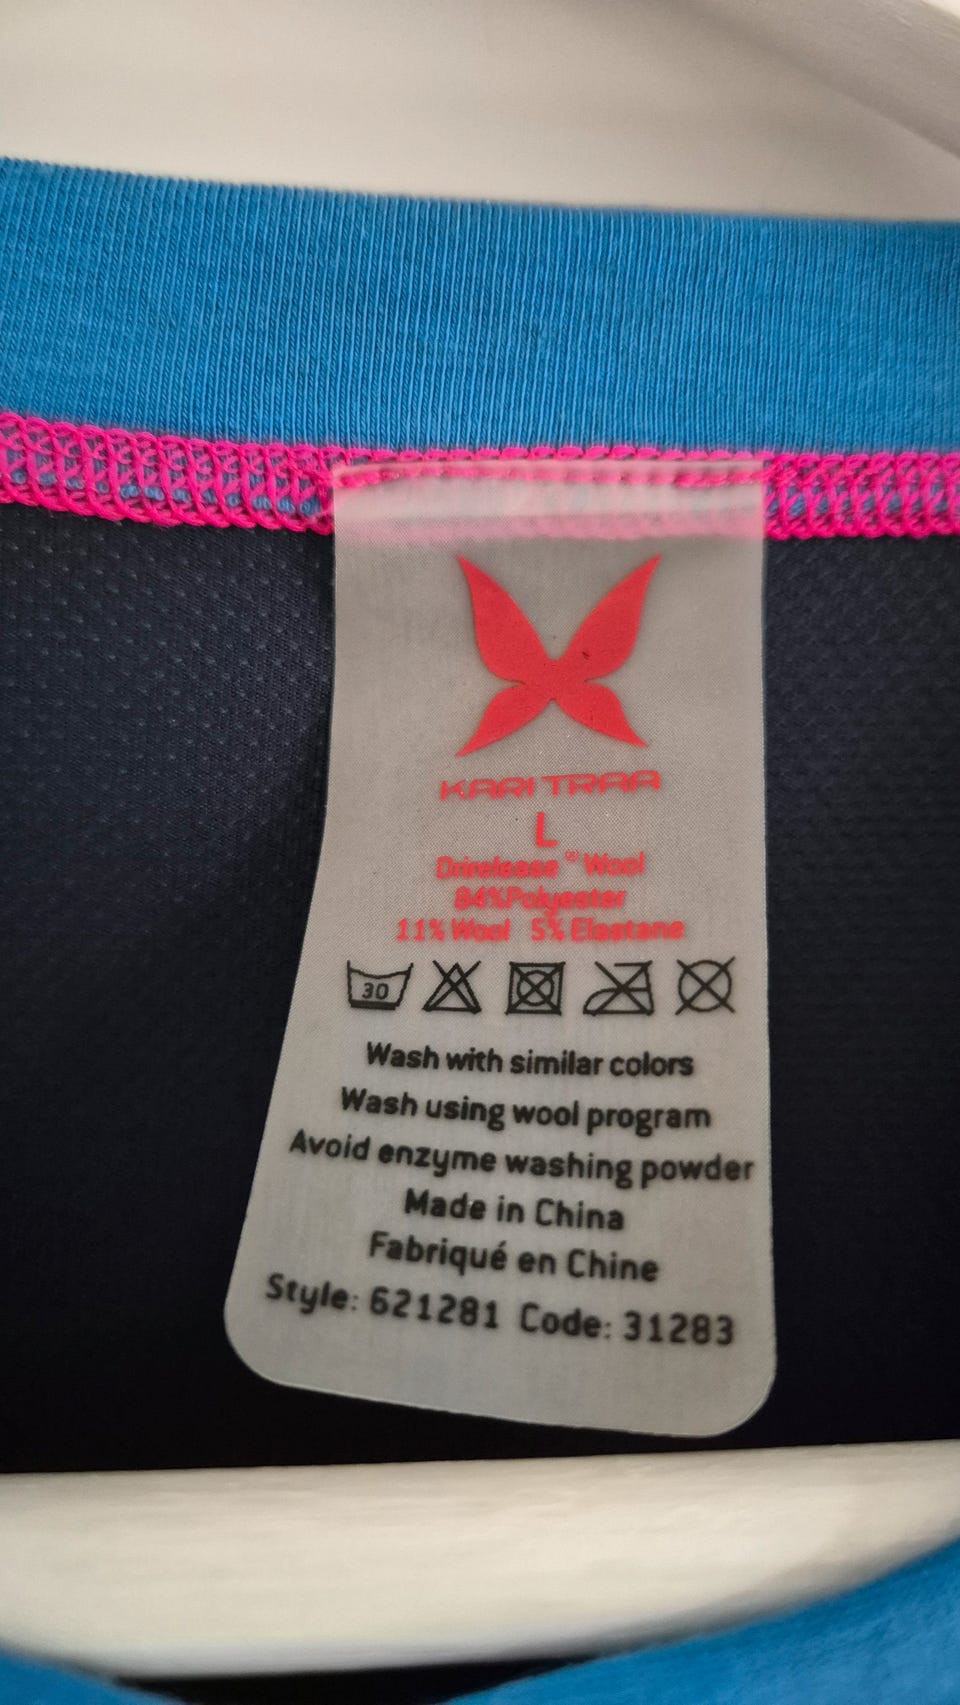 KARI TRAA
L
Drirelease® Wool
84%Polyester
11% Wool 5% Elastane
30
Wash with similar colors
Wash using wool program
Avoid enzyme washing powder
Made in China
Fabriqué en Chine
Style: 621281 Code: 31283